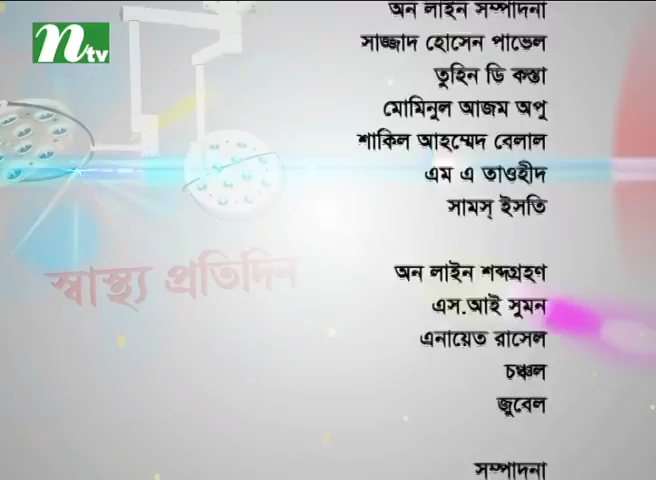 ntv
অন লাইন সম্পাদনা
সাজ্জাদ হোসেন পাভেল
তুহিন ডি কস্তা
মোমিনুল আজম অপু
শাকিল আহম্মেদ বেলাল
এম এ তাওহীদ
সামস্ ইসতি
স্বাস্থ্য প্রতিদিন
অন লাইন শব্দগ্রহণ
এস.আই সুমন
এনায়েত রাসেল
চঞ্চল
জুবেল
সম্পাদনা